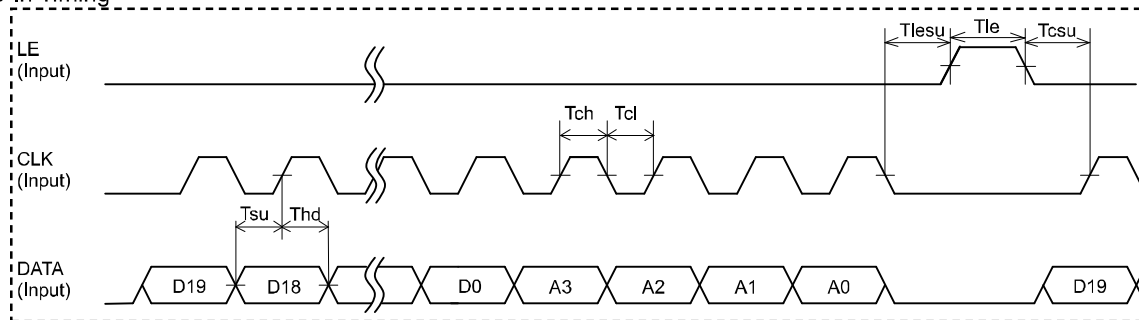 In Timing
LE
(Input)
Tlesu
Tle
Tcsu
Tch
Tcl
CLK
(Input)
Tsu
Thd
DATA
(Input)
D19
D18
D0
A3
A2
A1
A0
D19